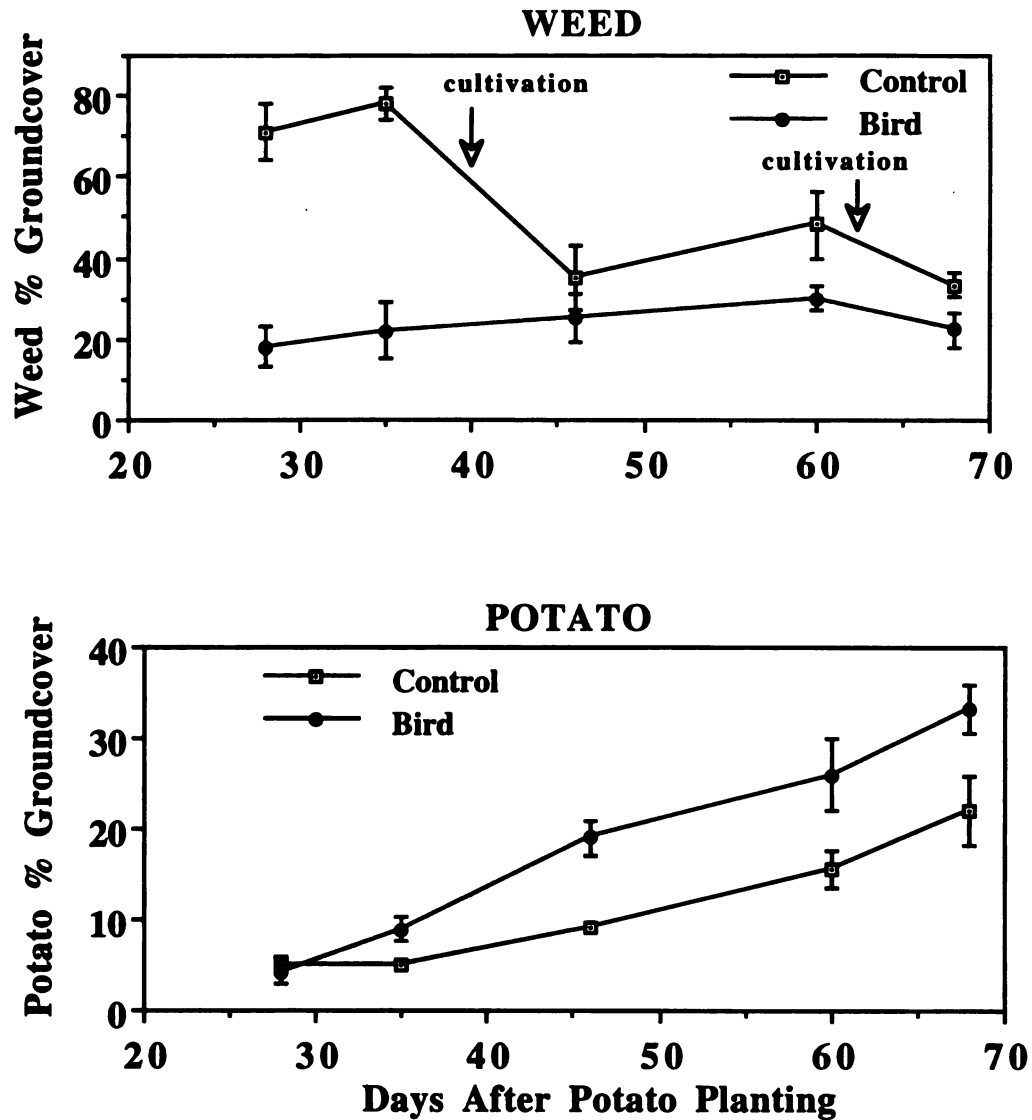 WEED
Weed % Groundcover
80
60
40
20
0
cultivation
Control
Bird
cultivation
20 30 40 50 60 70
POTATO
Potato % Groundcover
40
30
20
10
0
Control
Bird
20 30 40 50 60 70
Days After Potato Planting